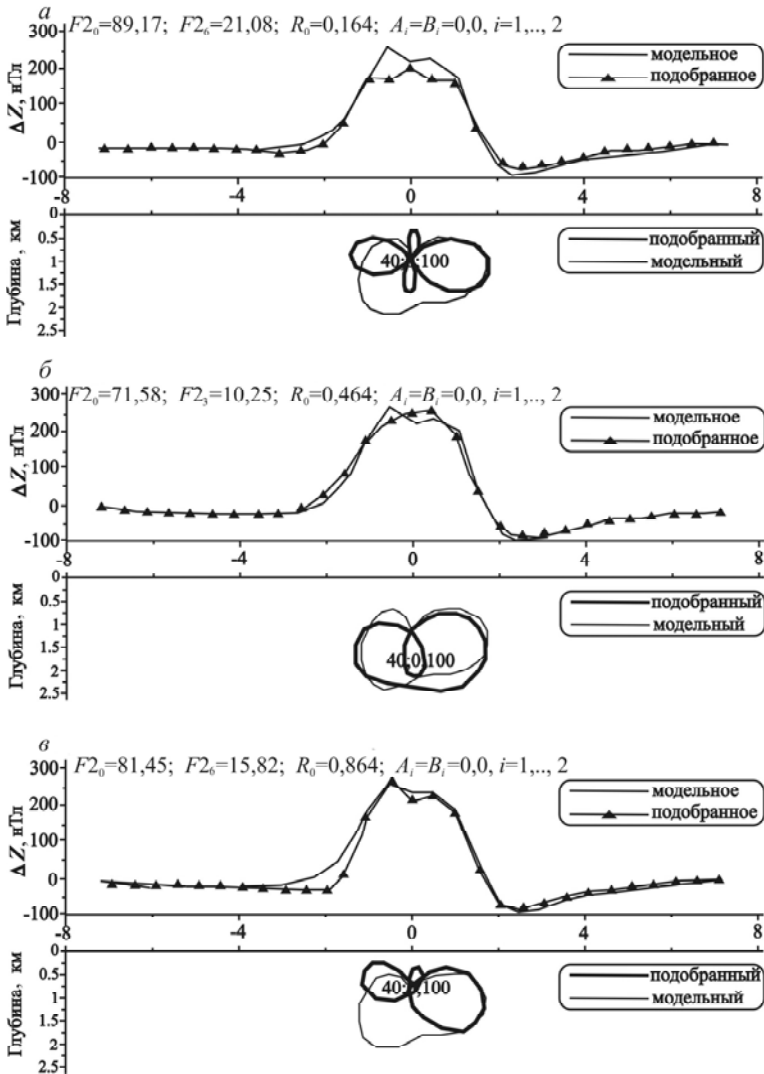 а
F2₀=89,17; F2₆=21,08; R₀=0,164; Aᵢ=Bᵢ=0,0, i=1,.., 2
300
200
100
0
-100
ΔZ, нТл
модельное
подобранное
-8 -4 0 4 8
0
0.5
1
1.5
2
2.5
Глубина, км
подобранный
модельный
б
F2₀=71,58; F2₃=10,25; R₀=0,464; Aᵢ=Bᵢ=0,0, i=1,.., 2
300
200
100
0
-100
ΔZ, нТл
модельное
подобранное
-8 -4 0 4 8
0
0.5
1
1.5
2
2.5
Глубина, км
40;0,100
подобранный
модельный
в
F2₀=81,45; F2₆=15,82; R₀=0,864; Aᵢ=Bᵢ=0,0, i=1,.., 2
300
200
100
0
-100
ΔZ, нТл
модельное
подобранное
-8 -4 0 4 8
0
0.5
1
1.5
2
2.5
Глубина, км
подобранный
модельный